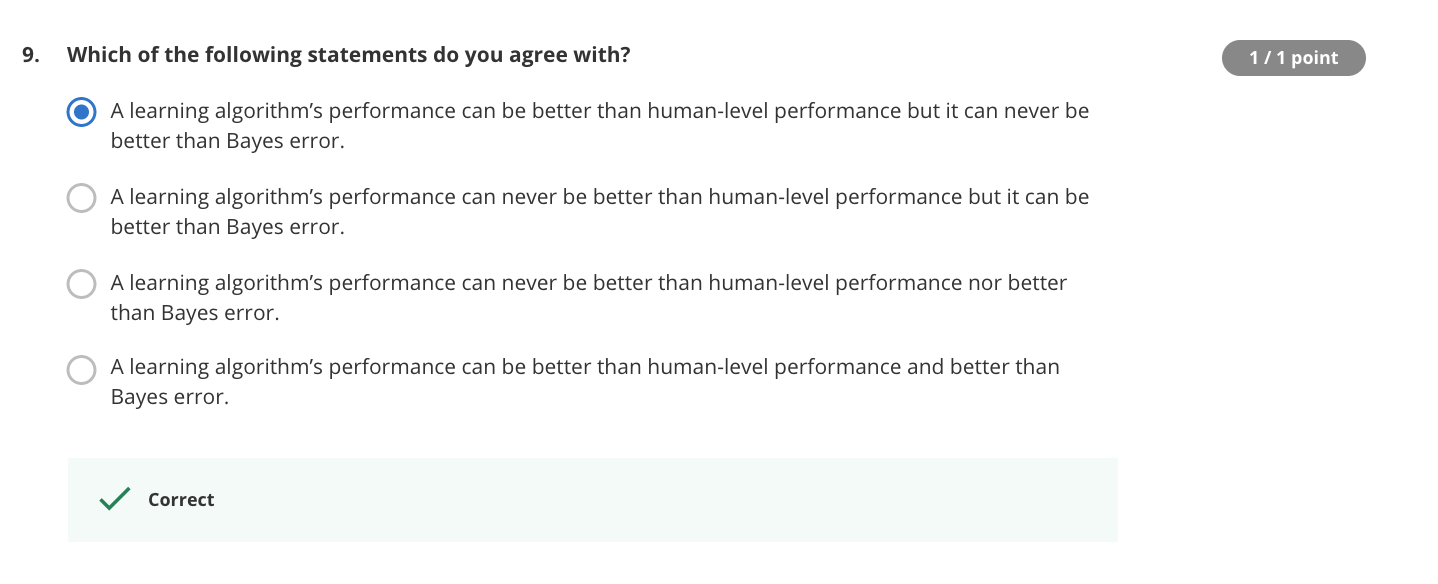 9. Which of the following statements do you agree with?
1 / 1 point
A learning algorithm’s performance can be better than human-level performance but it can never be
better than Bayes error.
A learning algorithm’s performance can never be better than human-level performance but it can be
better than Bayes error.
A learning algorithm’s performance can never be better than human-level performance nor better
than Bayes error.
A learning algorithm’s performance can be better than human-level performance and better than
Bayes error.
Correct